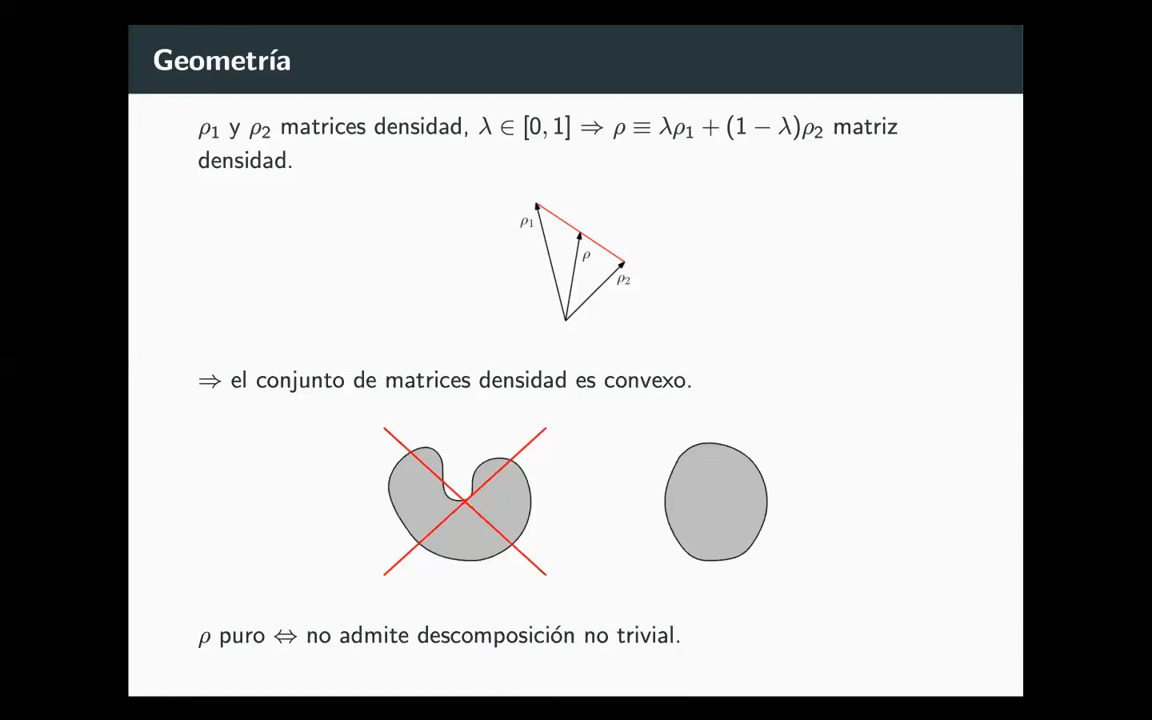 Geometría
ρ₁ y ρ₂ matrices densidad, λ ∈ [0, 1] ⇒ ρ ≡ λρ₁ + (1 − λ)ρ₂ matriz
densidad.
ρ₁
ρ
ρ₂
⇒ el conjunto de matrices densidad es convexo.
ρ puro ⇔ no admite descomposición no trivial.